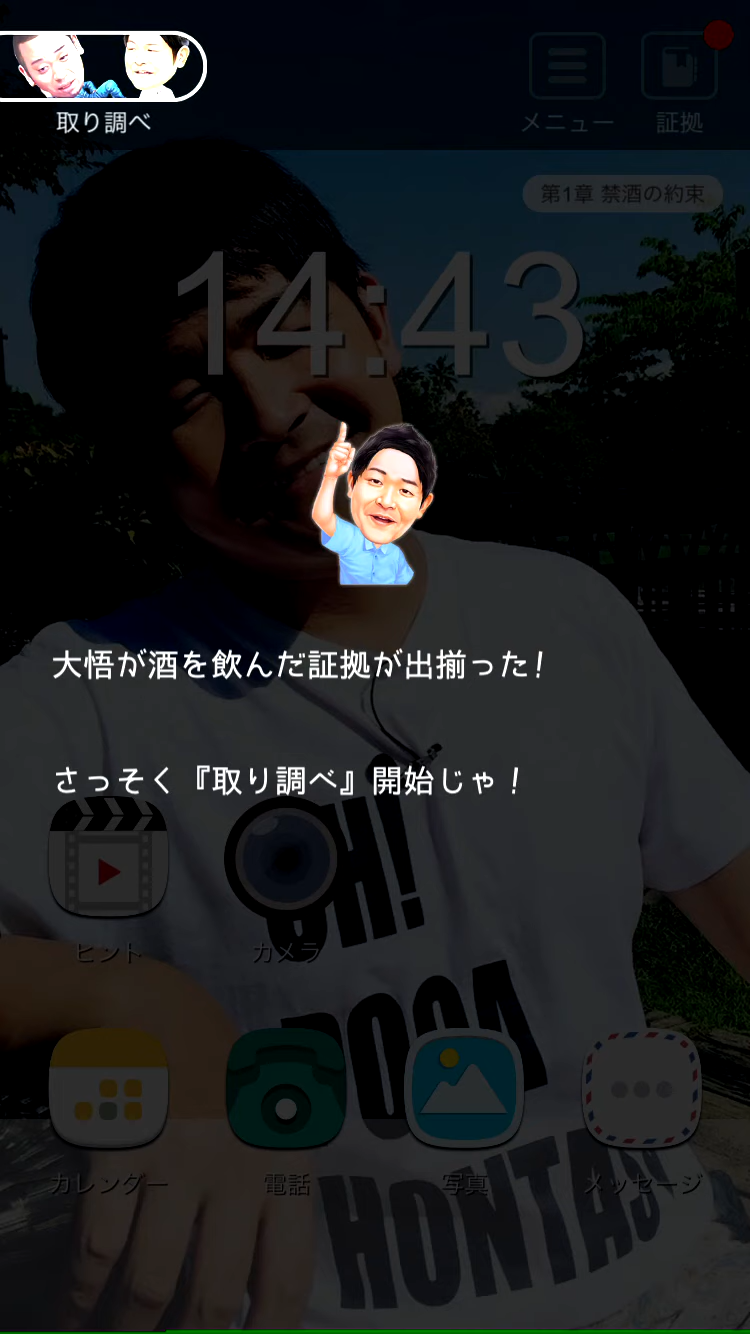 取り調べ
メニュー
証拠
第1章 禁酒の約束
14:43
大悟が酒を飲んだ証拠が出揃った!
さっそく『取り調べ』開始じゃ！
ヒント
カメラ
OH!
POOA
HONTAS
カレンダー
電話
写真
メッセージ